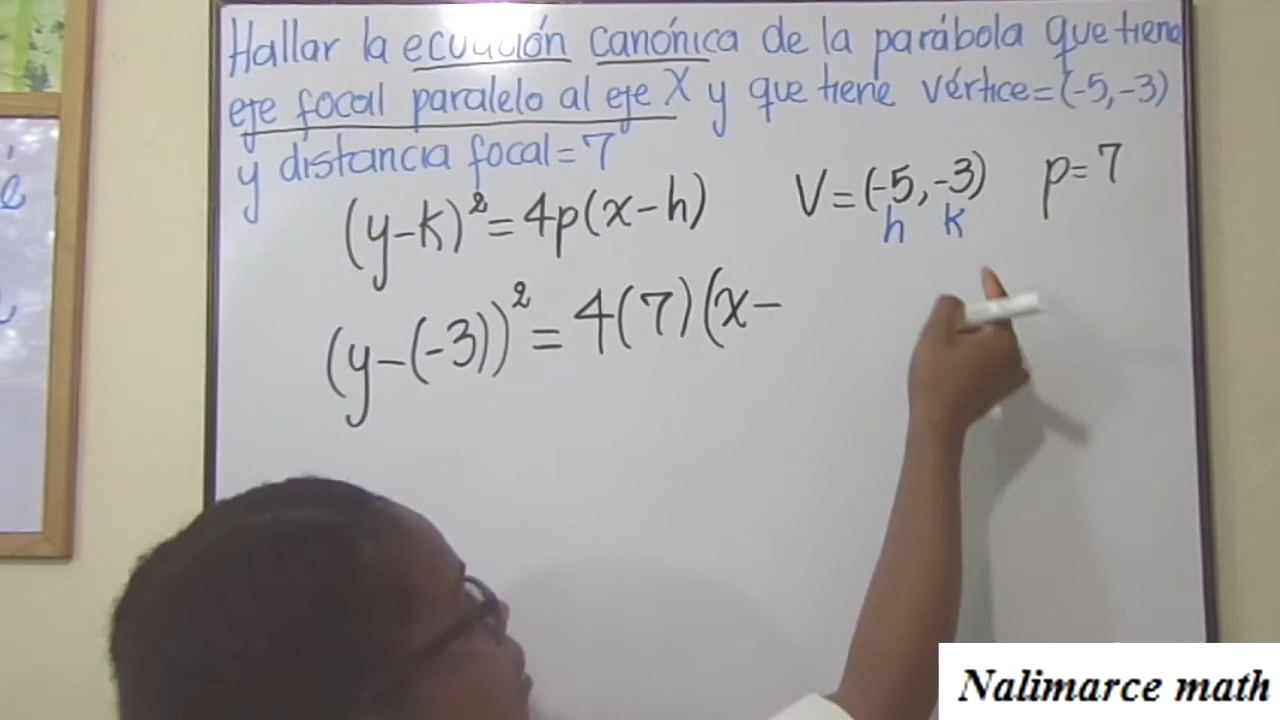 Hallar la ecuación canónica de la parábola que tiene
eje focal paralelo al eje X y que tiene vértice=(-5,-3)
y distancia focal=7
(y-k)²=4p(x-h) V=(-5,-3) p=7
h k
(y-(-3))²=4(7)(x-
Nalimarce math